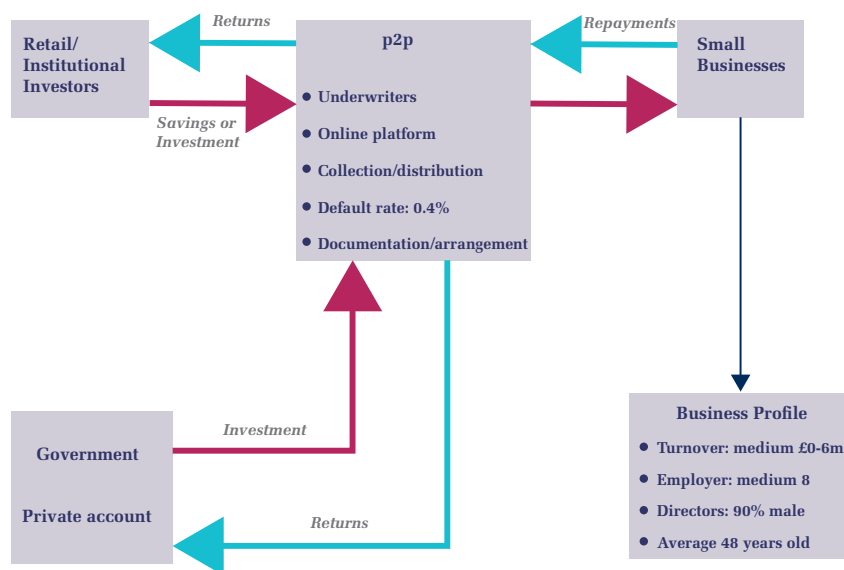 Returns
Retail/
Institutional
Investors
Savings or
Investment
p2p
Underwriters
Online platform
Collection/distribution
Default rate: 0.4%
Documentation/arrangement
Repayments
Small
Businesses
Government
Private account
Investment
Returns
Business Profile
Turnover: medium £0-6m
Employer: medium 8
Directors: 90% male
Average 48 years old